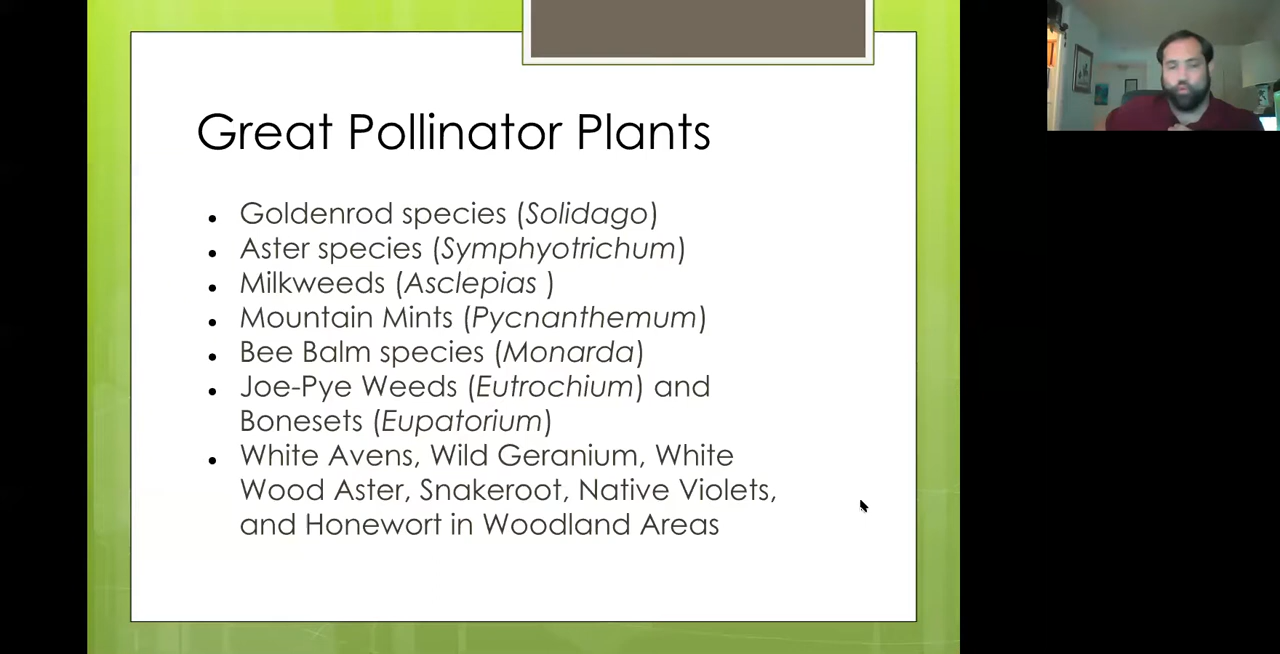 Great Pollinator Plants
• Goldenrod species (Solidago)
• Aster species (Symphyotrichum)
• Milkweeds (Asclepias )
• Mountain Mints (Pycnanthemum)
• Bee Balm species (Monarda)
• Joe-Pye Weeds (Eutrochium) and
Bonesets (Eupatorium)
• White Avens, Wild Geranium, White
Wood Aster, Snakeroot, Native Violets,
and Honewort in Woodland Areas